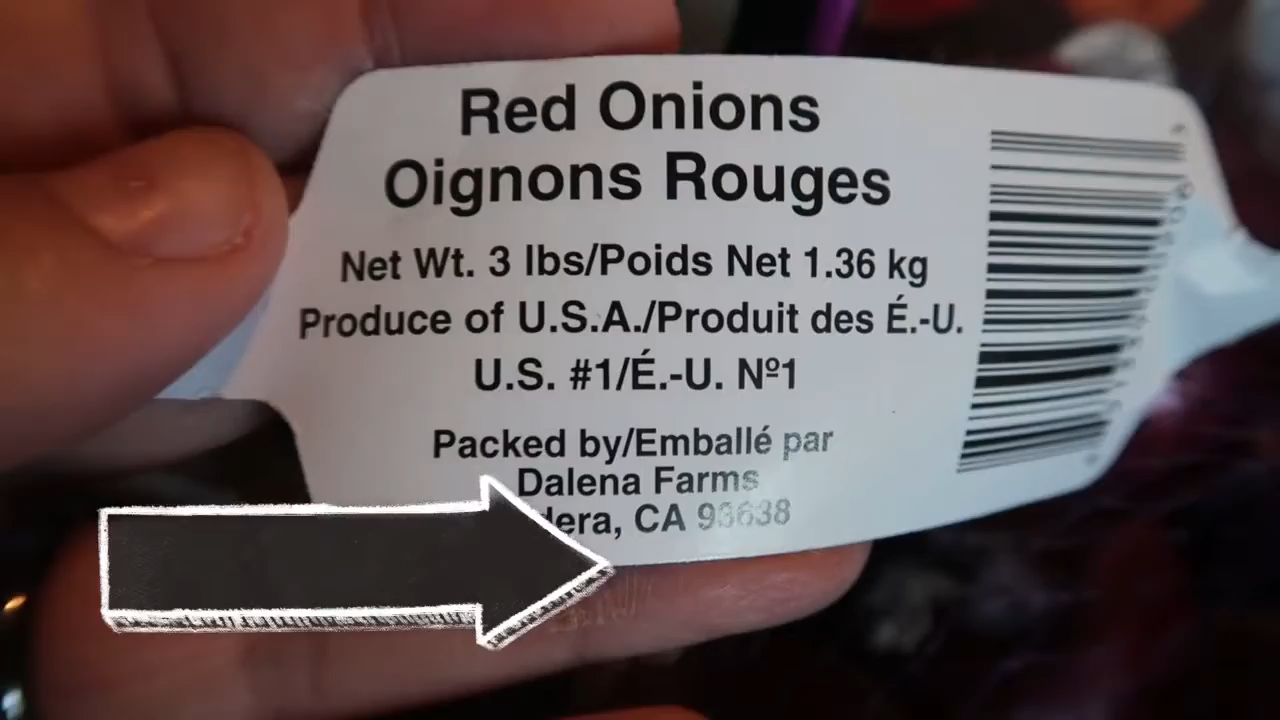 Red Onions
Oignons Rouges
Net Wt. 3 lbs/Poids Net 1.36 kg
Produce of U.S.A./Produit des É.-U.
U.S. #1/É.-U. Nº1
Packed by/Emballé par
Dalena Farms
CA 93638